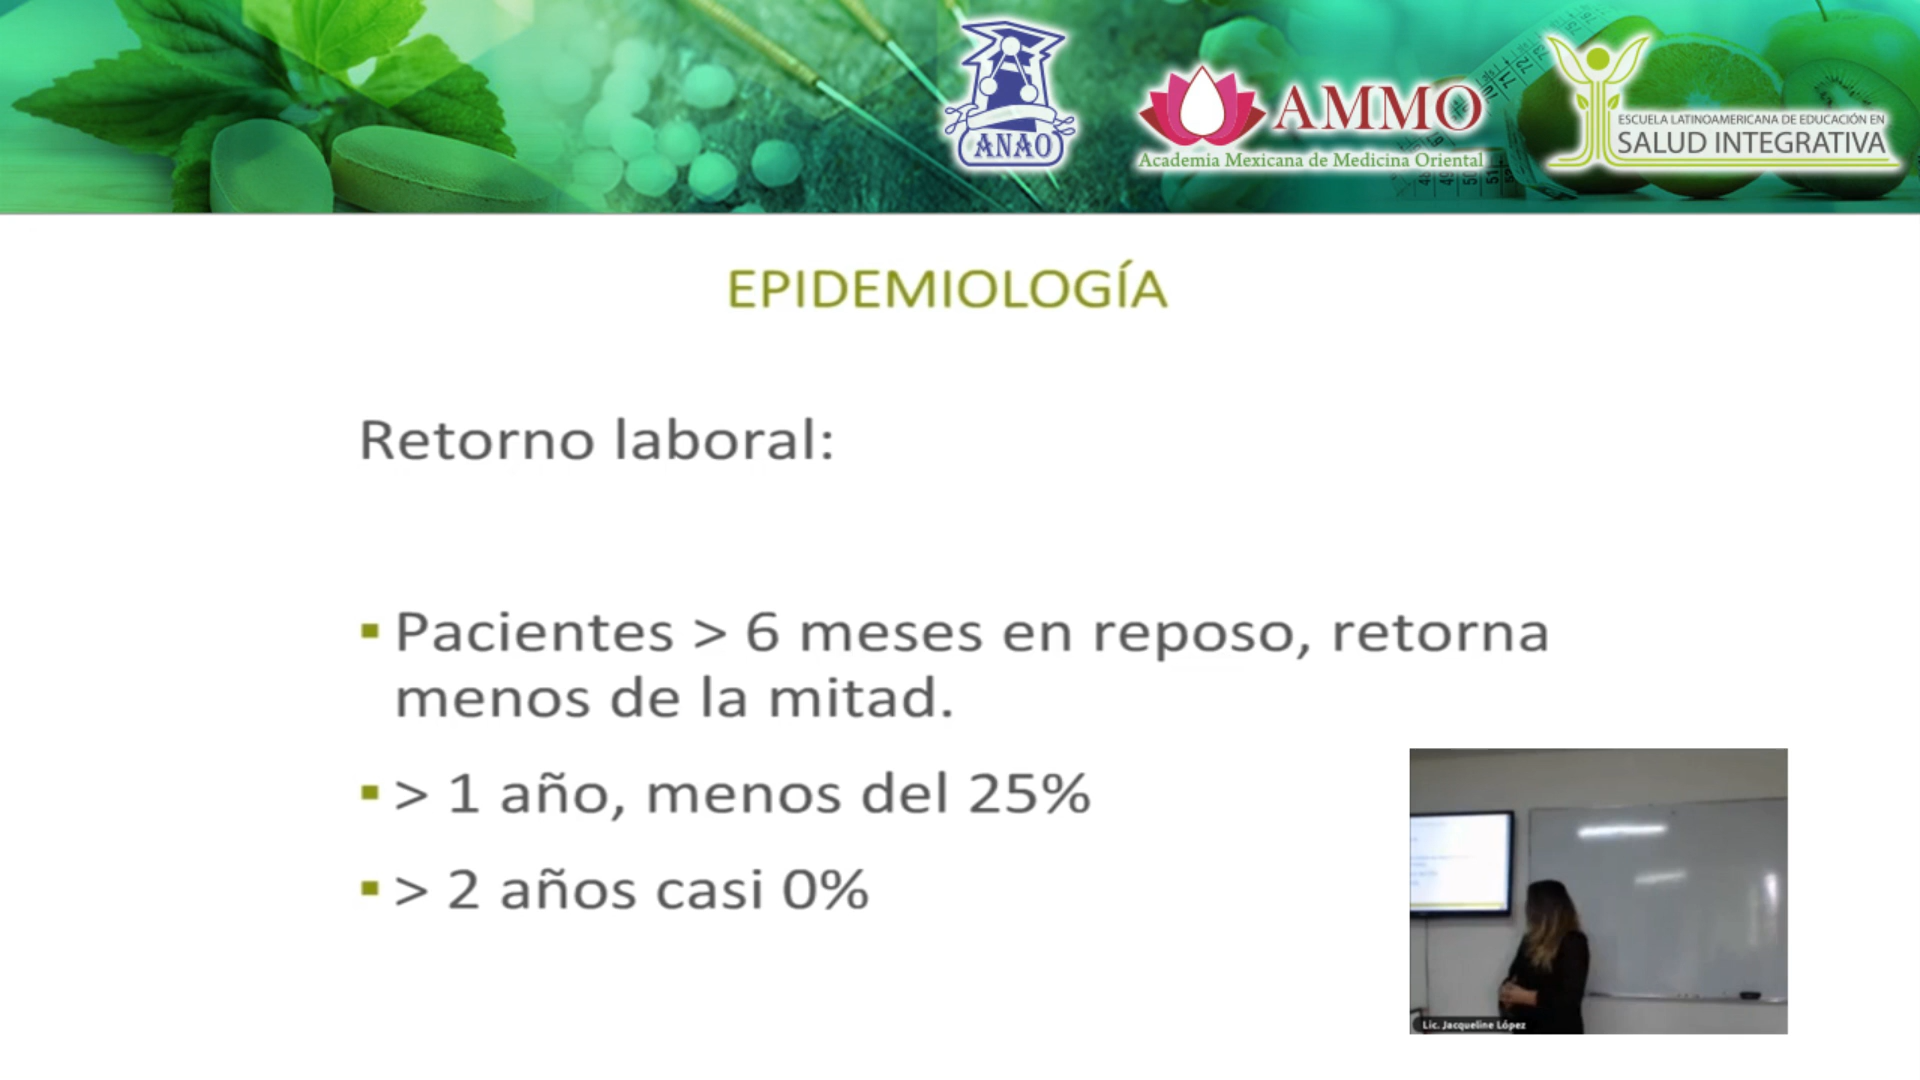 ANAO
AMMO
Academia Mexicana de Medicina Oriental
ESCUELA LATINOAMERICANA DE EDUCACIÓN EN
SALUD INTEGRATIVA
EPIDEMIOLOGÍA
Retorno laboral:
▪ Pacientes > 6 meses en reposo, retorna
menos de la mitad.
▪ > 1 año, menos del 25%
▪ > 2 años casi 0%
Lic. Jacqueline López